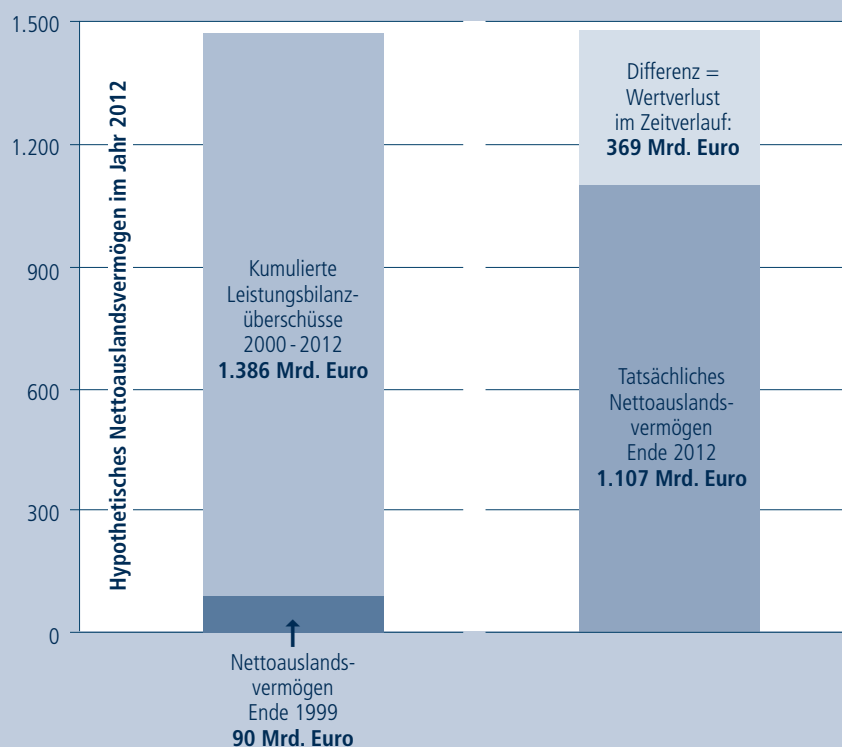 1.500
1.200
900
600
300
0
Hypothetisches Nettoauslandsvermögen im Jahr 2012
Kumulierte
Leistungsbilanz-
überschüsse
2000 - 2012
1.386 Mrd. Euro
Nettoauslands-
vermögen
Ende 1999
90 Mrd. Euro
Differenz =
Wertverlust
im Zeitverlauf:
369 Mrd. Euro
Tatsächliches
Nettoauslands-
vermögen
Ende 2012
1.107 Mrd. Euro